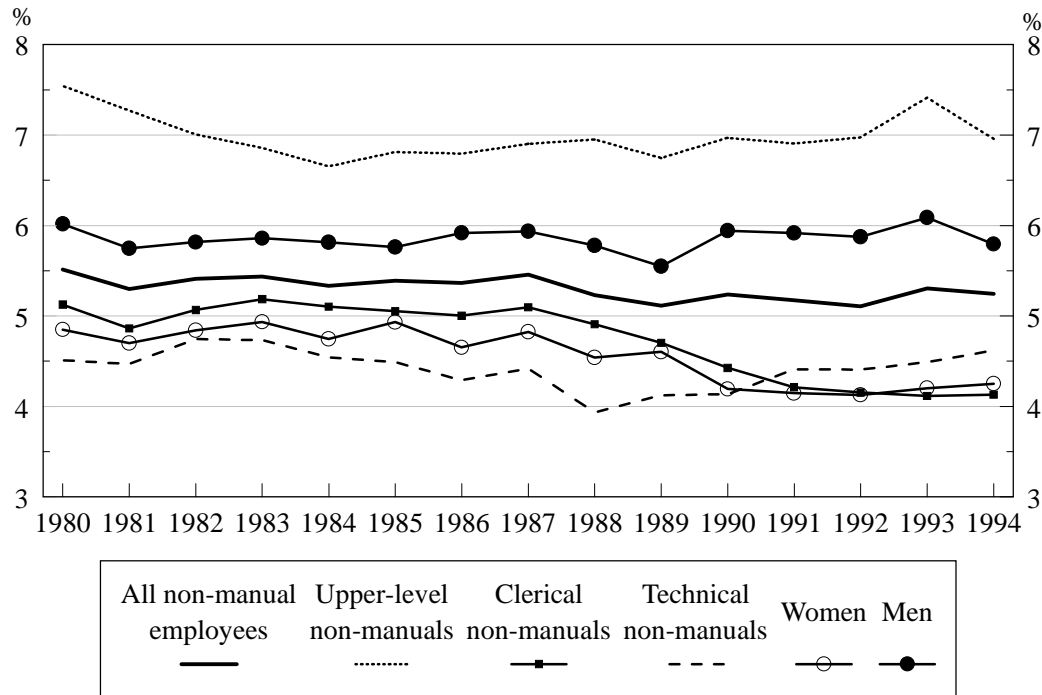 % %
8 8
7 7
6 6
5 5
4 4
3 3
1980 1981 1982 1983 1984 1985 1986 1987 1988 1989 1990 1991 1992 1993 1994
All non-manual employees
Upper-level non-manuals
Clerical non-manuals
Technical non-manuals
Women
Men